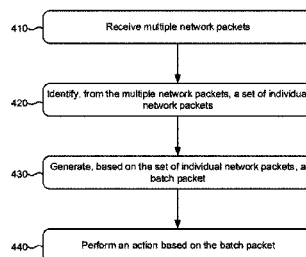 410
Receive multiple network packets
420
Identify, from the multiple network packets, a set of individual
network packets
430
Generate, based on the set of individual network packets, a
batch packet
440
Perform an action based on the batch packet